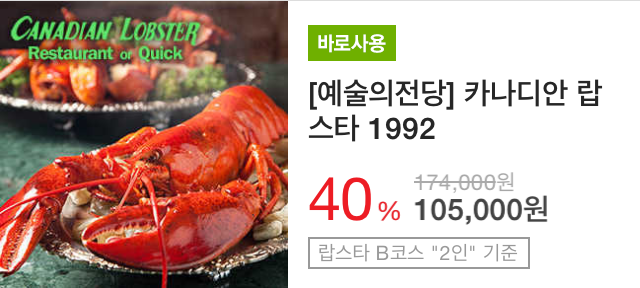 CANADIAN LOBSTER
Restaurant OF Quick
바로사용
[예술의전당] 카나디안 랍
스타 1992
174,000원
40 % 105,000원
랍스타 B코스 "2인" 기준